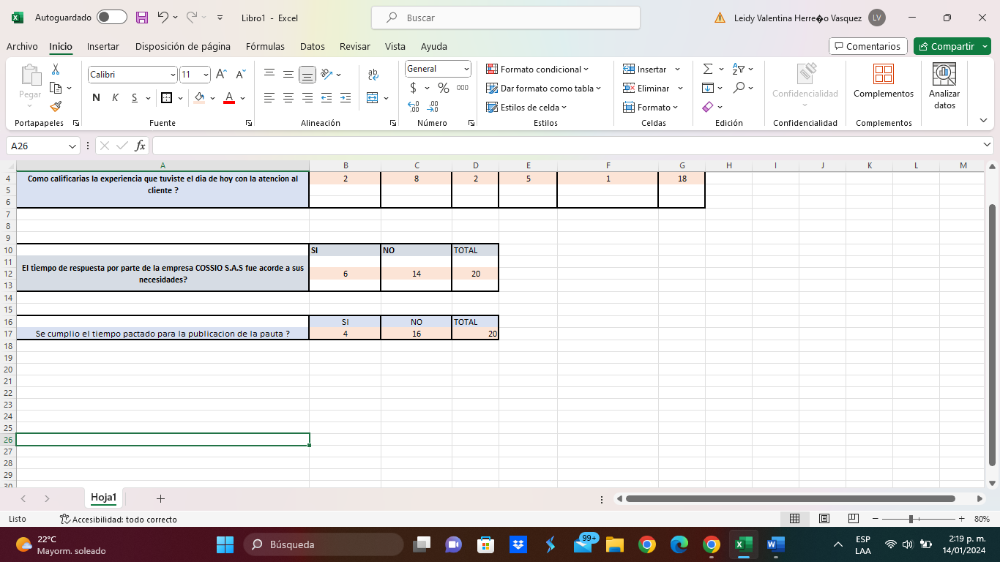 Autoguardado
Libro1 - Excel
Buscar
Leidy Valentina Herre�o Vasquez
LV
Archivo Inicio Insertar Disposición de página Fórmulas Datos Revisar Vista Ayuda
Comentarios
Compartir
Pegar
Portapapeles
Calibri 11
N K S
A A
A
Fuente
ab
Alineación
General
$ % 000
,00
Número
Formato condicional
Dar formato como tabla
Estilos de celda
Estilos
Insertar
Eliminar
Formato
Celdas
Edición
Confidencialidad
Confidencialidad
Complementos
Complementos
Analizar
datos
A26
fx
A B C D E F G H I J K L M
4 Como calificarias la experiencia que tuviste el dia de hoy con la atencion al 2 8 2 5 1 18
5 cliente ?
6
7
8
9
10 SI NO TOTAL
11
El tiempo de respuesta por parte de la empresa COSSIO S.A.S fue acorde a sus
12 6 14 20
13 necesidades?
14
15
16 SI NO TOTAL
17 Se cumplio el tiempo pactado para la publicacion de la pauta ? 4 16 20
18
19
20
21
22
23
24
25
26
27
28
29
30
Hoja1
Listo
Accesibilidad: todo correcto
80%
22°C
Mayorm. soleado
Búsqueda
99+
ESP
LAA
2:19 p. m.
14/01/2024